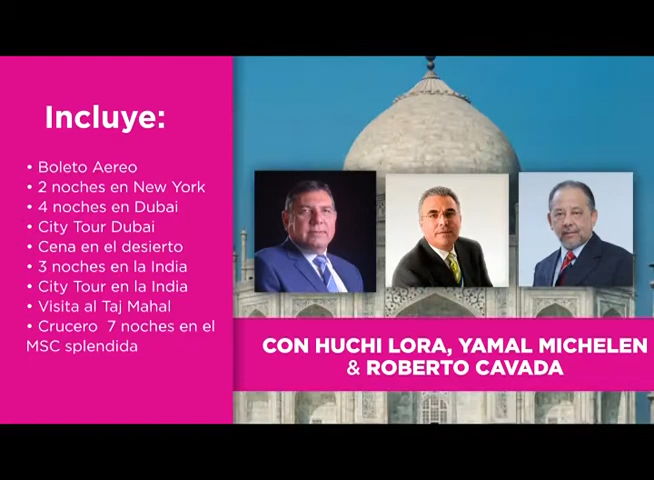 Incluye:
• Boleto Aereo
• 2 noches en New York
• 4 noches en Dubai
• City Tour Dubai
• Cena en el desierto
• 3 noches en la India
• City Tour en la India
• Visita al Taj Mahal
• Crucero 7 noches en el
MSC splendida
CON HUCHI LORA, YAMAL MICHELEN
& ROBERTO CAVADA